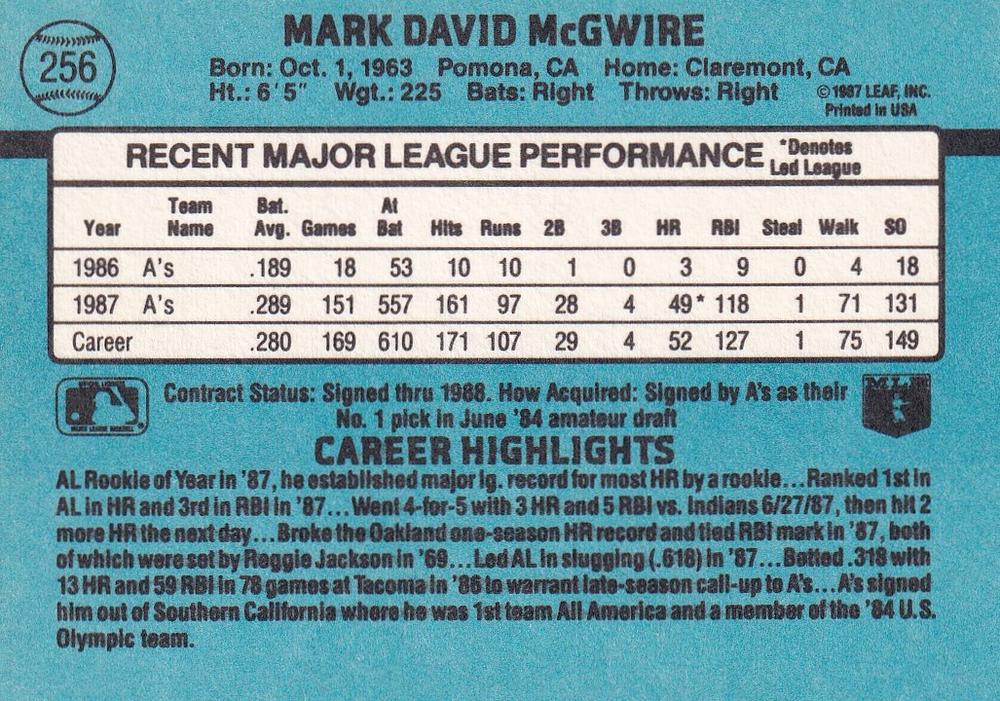 256
MARK DAVID McGWIRE
Born: Oct. 1, 1963 Pomona, CA Home: Claremont, CA
Ht.: 6'5" Wgt.: 225 Bats: Right Throws: Right
©1987 LEAF, INC.
Printed in USA
RECENT MAJOR LEAGUE PERFORMANCE *Denotes
Led League
Year Team Name Bat. Avg. Games At Bat Hits Runs 2B 3B HR RBI Steal Walk SO
1986 A's .189 18 53 10 10 1 0 3 9 0 4 18
1987 A's .289 151 557 161 97 28 4 49* 118 1 71 131
Career .280 169 610 171 107 29 4 52 127 1 75 149
Contract Status: Signed thru 1988. How Acquired: Signed by A's as their
No. 1 pick in June '84 amateur draft
CAREER HIGHLIGHTS
AL Rookie of Year in '87, he established major lg. record for most HR by a rookie...Ranked 1st in
AL in HR and 3rd in RBI in '87...Went 4-for-5 with 3 HR and 5 RBI vs. Indians 6/27/87, then hit 2
more HR the next day...Broke the Oakland one-season HR record and tied RBI mark in '87, both
of which were set by Reggie Jackson in '69...Led AL in slugging (.618) in '87...Batted .318 with
13 HR and 59 RBI in 78 games at Tacoma in '86 to warrant late-season call-up to A's...A's signed
him out of Southern California where he was 1st team All America and a member of the '84 U.S.
Olympic team.